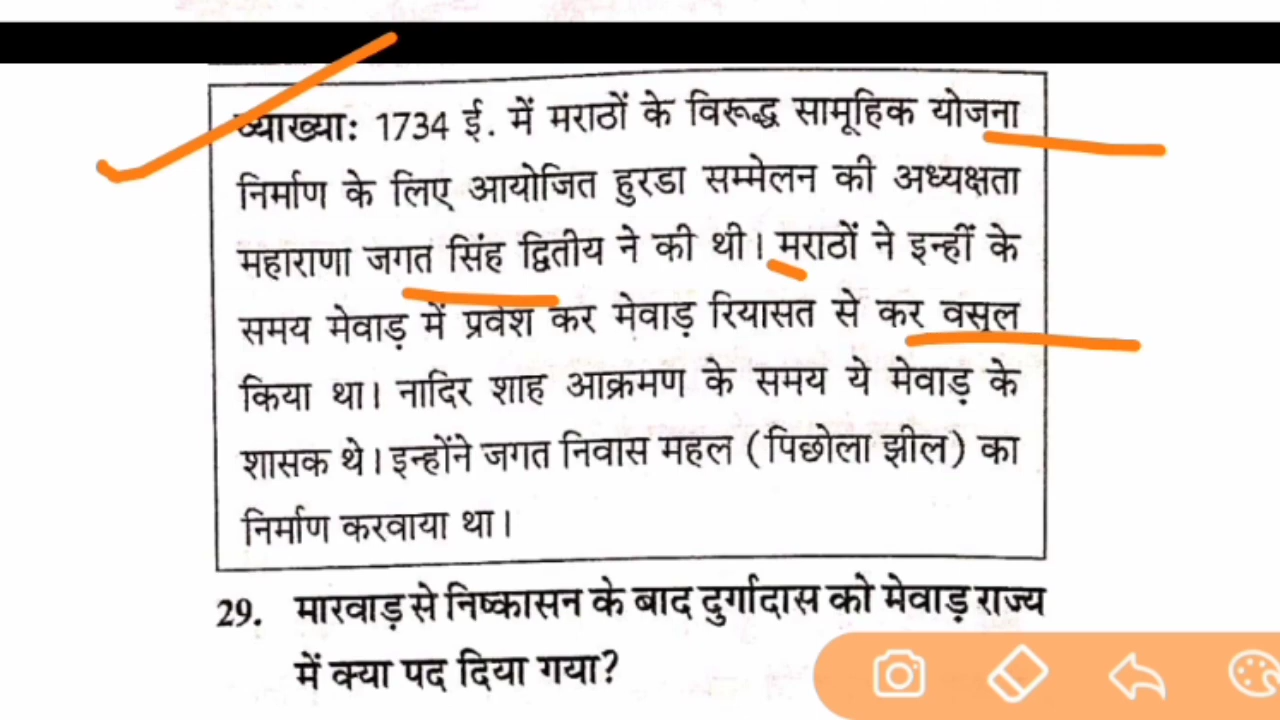 व्याख्या: 1734 ई. में मराठों के विरूद्ध सामूहिक योजना
निर्माण के लिए आयोजित हुरडा सम्मेलन की अध्यक्षता
महाराणा जगत सिंह द्वितीय ने की थी। मराठों ने इन्हीं के
समय मेवाड़ में प्रवेश कर मेवाड़ रियासत से कर वसूल
किया था। नादिर शाह आक्रमण के समय ये मेवाड़ के
शासक थे। इन्होंने जगत निवास महल (पिछोला झील) का
निर्माण करवाया था।
29. मारवाड़ से निष्कासन के बाद दुर्गादास को मेवाड़ राज्य
में क्या पद दिया गया?